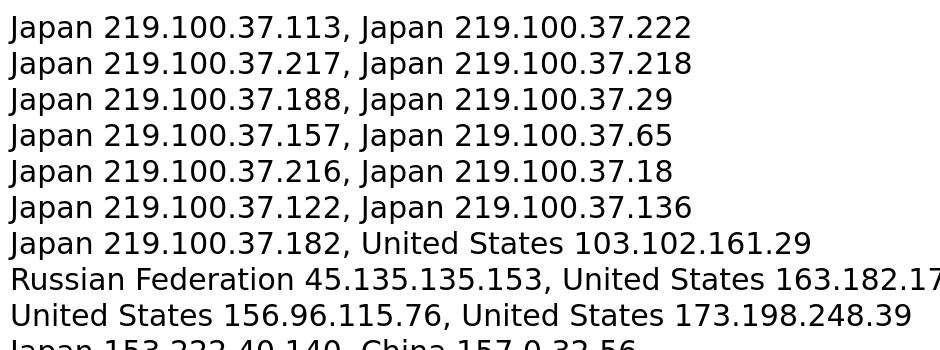 Japan 219.100.37.113, Japan 219.100.37.222
Japan 219.100.37.217, Japan 219.100.37.218
Japan 219.100.37.188, Japan 219.100.37.29
Japan 219.100.37.157, Japan 219.100.37.65
Japan 219.100.37.216, Japan 219.100.37.18
Japan 219.100.37.122, Japan 219.100.37.136
Japan 219.100.37.182, United States 103.102.161.29
Russian Federation 45.135.135.153, United States 163.182.17
United States 156.96.115.76, United States 173.198.248.39
Japan 153.222.40.140, China 157.0.32.56